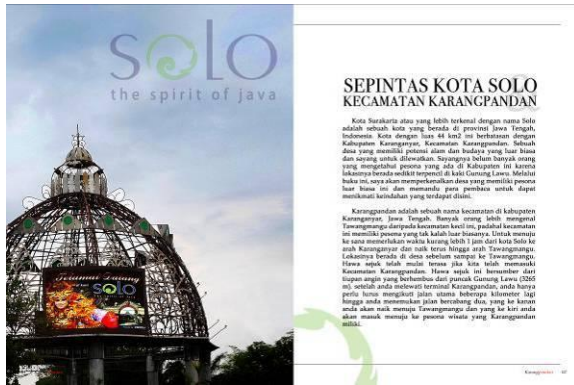 solo
the spirit of java
Selamat Datang
solo
SEPINTAS KOTA SOLO
&
KECAMATAN KARANGPANDAN
Kota Surakarta atau yang lebih terkenal dengan nama Solo
adalah sebuah kota yang berada di provinsi Jawa Tengah,
Indonesia. Kota dengan luas 44 km2 ini berbatasan dengan
Kabupaten Karanganyar, Kecamatan Karangpandan. Sebuah
desa yang memiliki potensi alam dan budaya yang luar biasa
dan sayang untuk dilewatkan. Sayangnya belum banyak orang
yang mengetahui pesona yang ada di Kabupaten ini karena
lokasinya berada sedikit terpencil di kaki Gunung Lawu. Melalui
buku ini, saya akan memperkenalkan desa yang memiliki pesona
luar biasa ini dan memandu para pembaca untuk dapat
menikmati keindahan yang terdapat disini.
Karangpandan adalah sebuah nama kecamatan di kabupaten
Karanganyar, Jawa Tengah. Banyak orang lebih mengenal
Tawangmangu daripada kecamatan kecil ini, padahal kecamatan
ini memiliki pesona yang tak kalah luar biasanya. Untuk menuju
ke sana memerlukan waktu kurang lebih 1 jam dari kota Solo ke
arah Karanganyar dan naik terus hingga arah Tawangmangu.
Lokasinya berada di desa sebelum sampai ke Tawangmangu.
Hawa sejuk telah mulai terasa jika kita telah memasuki
Kecamatan Karangpandan. Hawa sejuk ini bersumber dari
tiupan angin yang berhembus dari puncak Gunung Lawu (3265
m). setelah anda melewati terminal Karangpandan, anda hanya
perlu lurus mengikuti jalan utama beberapa kilometer lagi
hingga anda menemukan jalan bercabang dua, yang ke kanan
anda akan naik menuju Tawangmangu dan yang ke kiri anda
akan masuk menuju ke pesona wisata yang Karangpandan
miliki.
Karangpandan